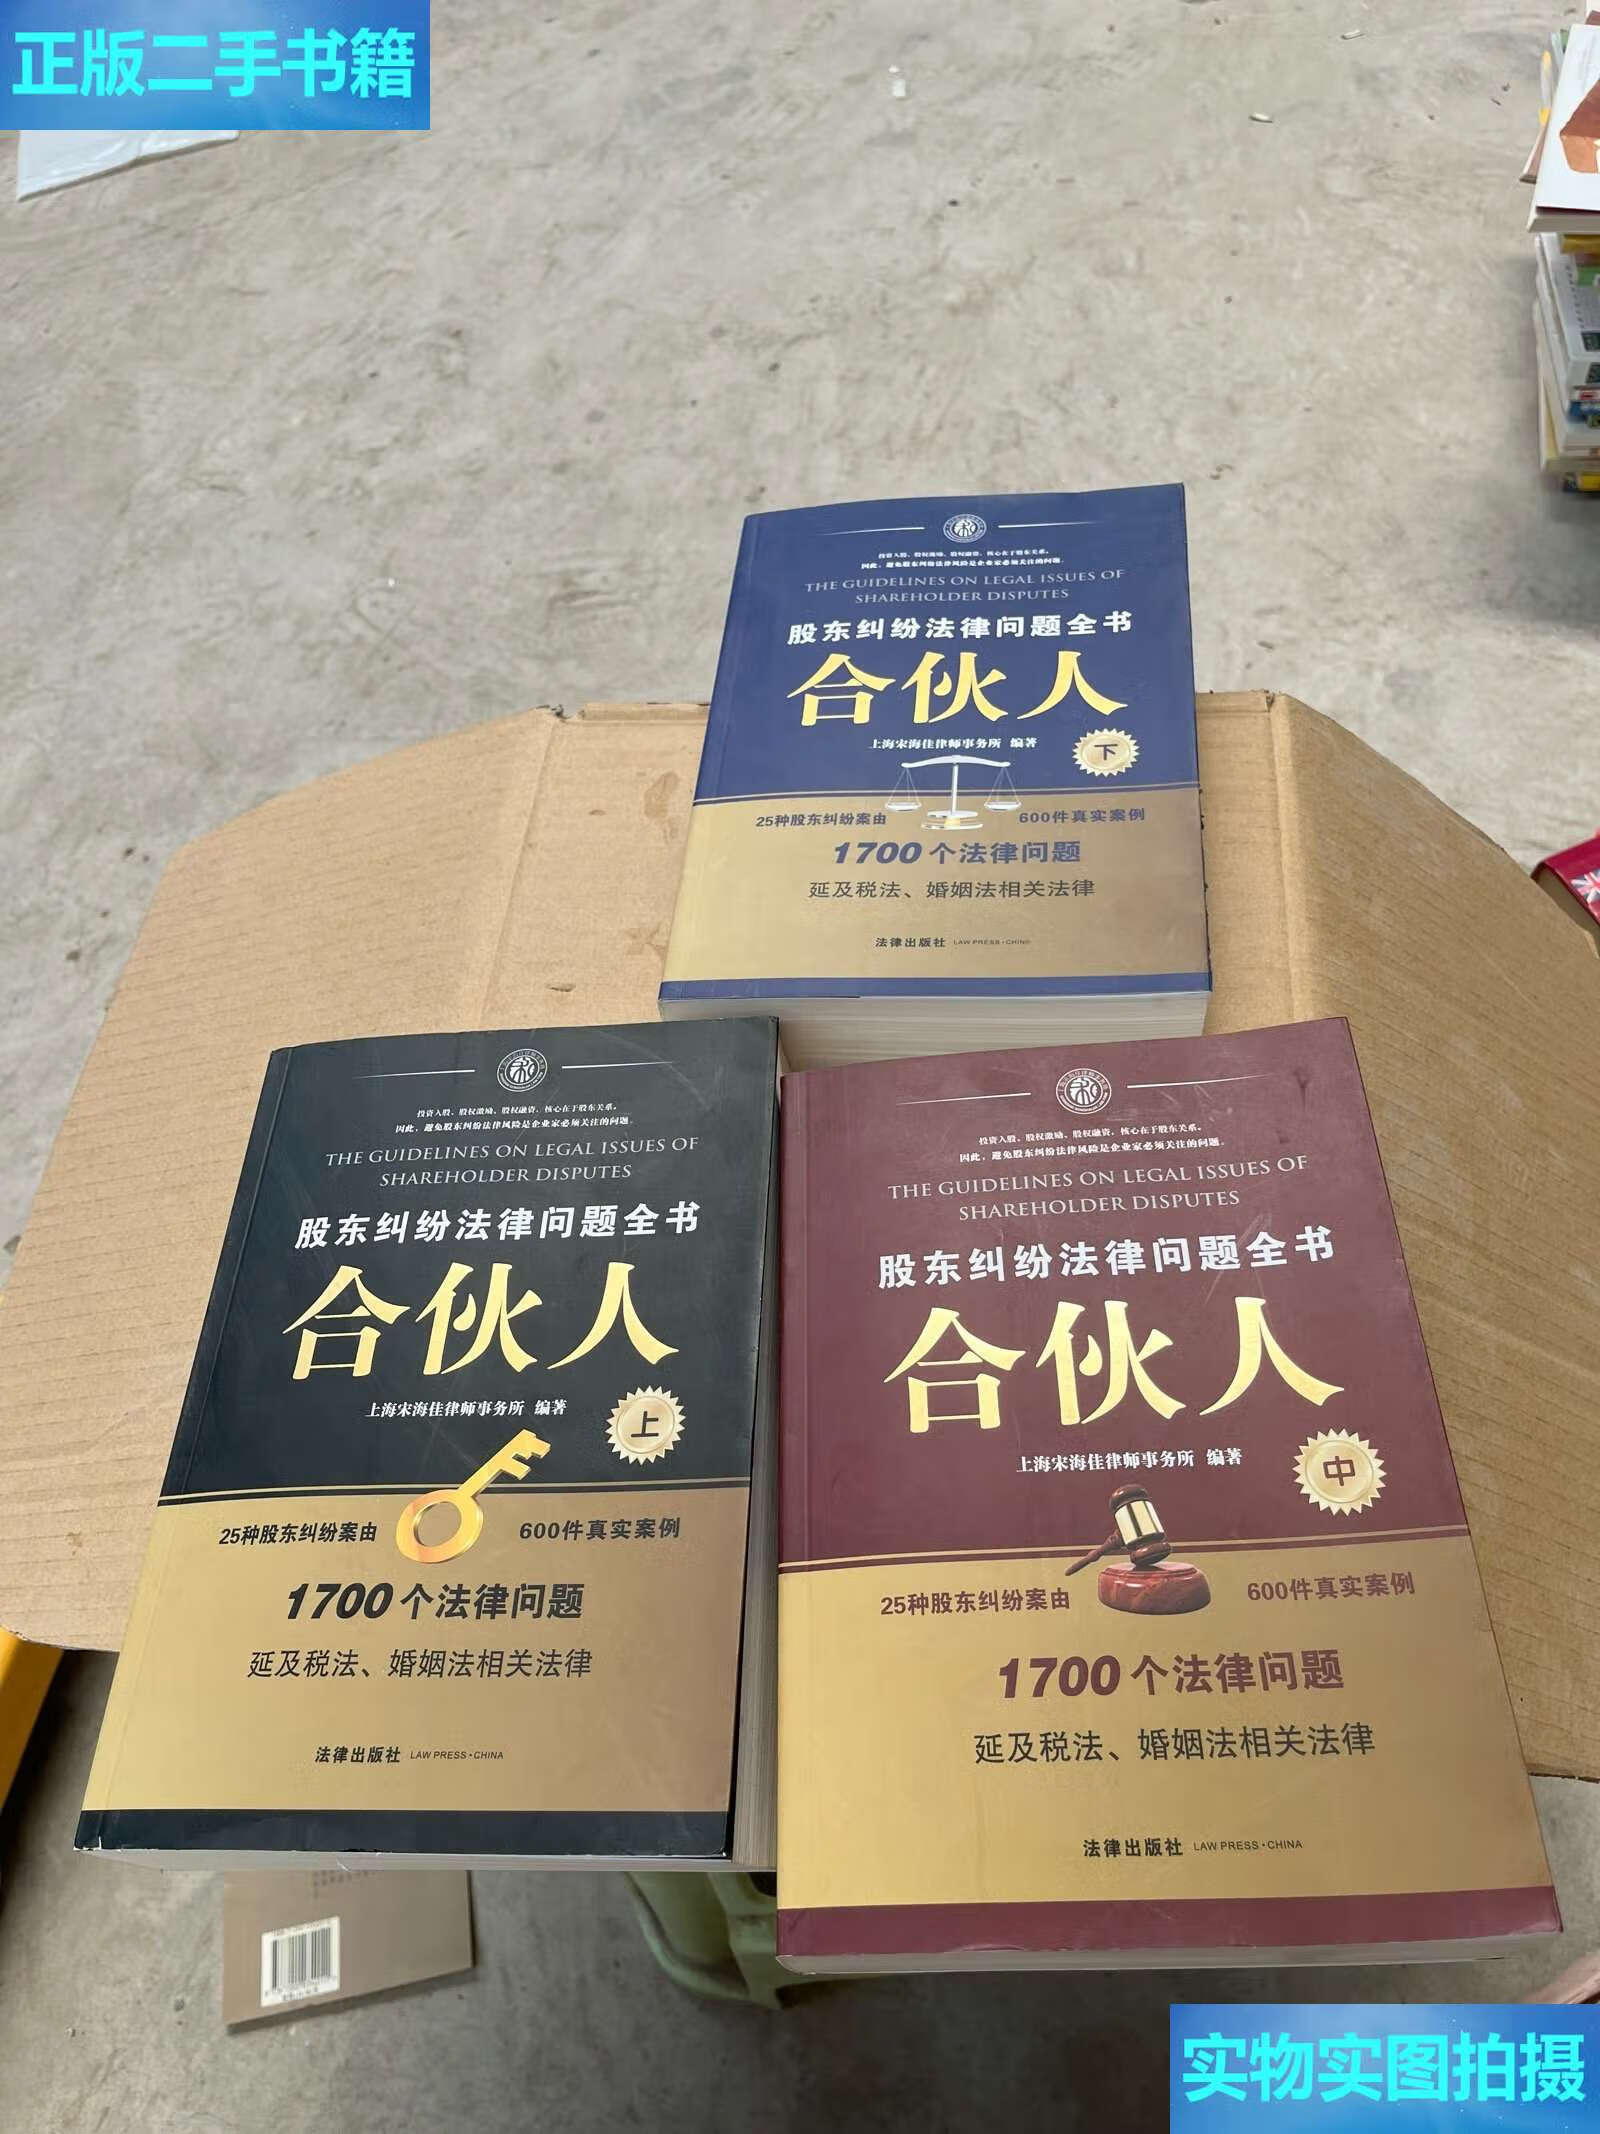 正版二手书籍
投资入股、股权激励、股权融资，核心在于股东关系。
因此，避免股东纠纷法律风险是企业家必须关注的问题。
THE GUIDELINES ON LEGAL ISSUES OF
SHAREHOLDER DISPUTES
股东纠纷法律问题全书
合伙人
上海宋海佳律师事务所 编著
下
25种股东纠纷案由
600件真实案例
1700个法律问题
延及税法、婚姻法相关法律
法律出版社 LAW PRESS·CHINA
投资入股、股权激励、股权融资，核心在于股东关系。
因此，避免股东纠纷法律风险是企业家必须关注的问题。
THE GUIDELINES ON LEGAL ISSUES OF
SHAREHOLDER DISPUTES
股东纠纷法律问题全书
合伙人
上海宋海佳律师事务所 编著
上
25种股东纠纷案由
600件真实案例
1700个法律问题
延及税法、婚姻法相关法律
法律出版社 LAW PRESS·CHINA
投资入股、股权激励、股权融资，核心在于股东关系。
因此，避免股东纠纷法律风险是企业家必须关注的问题。
THE GUIDELINES ON LEGAL ISSUES OF
SHAREHOLDER DISPUTES
股东纠纷法律问题全书
合伙人
上海宋海佳律师事务所 编著
中
25种股东纠纷案由
600件真实案例
1700个法律问题
延及税法、婚姻法相关法律
法律出版社 LAW PRESS·CHINA
实物实图拍摄